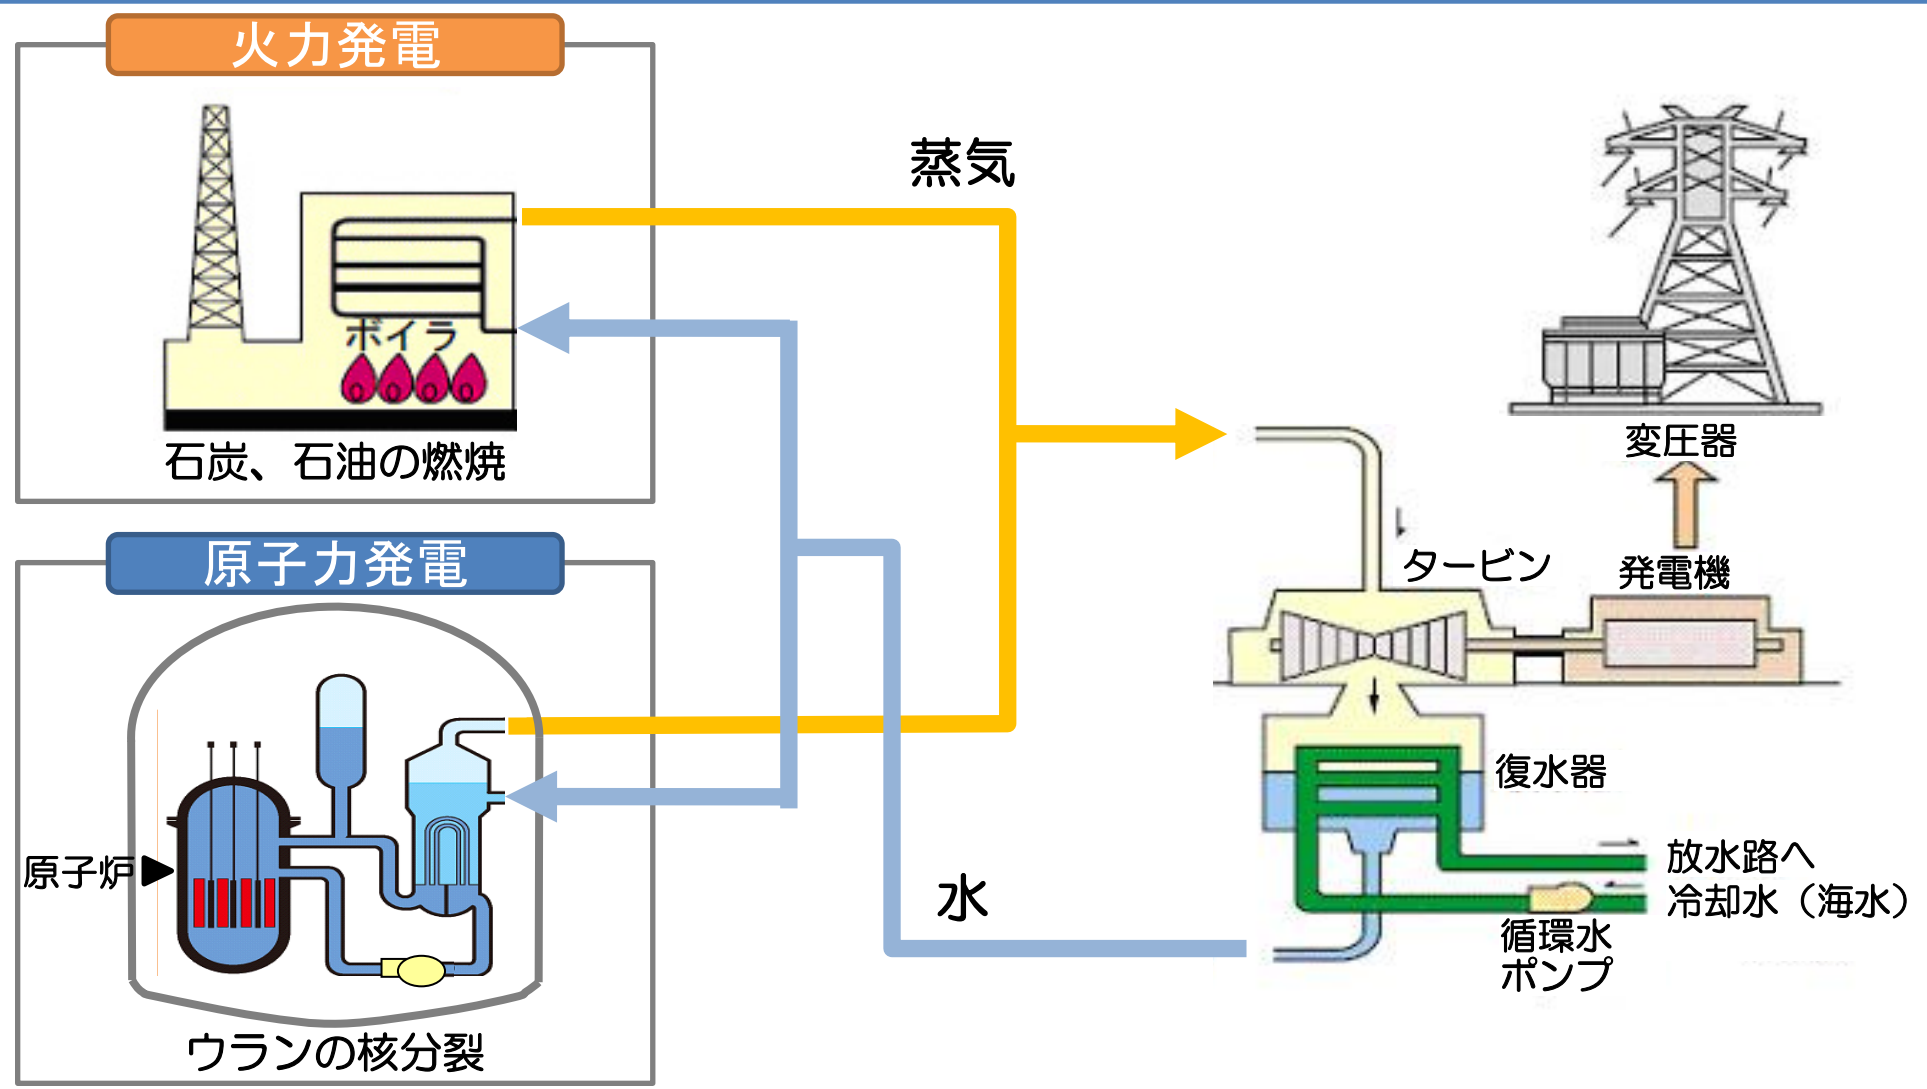 火力発電
ボイラ
石炭、石油の燃焼
原子力発電
原子炉
ウランの核分裂
蒸気
水
タービン
変圧器
発電機
復水器
放水路へ
冷却水（海水）
循環水
ポンプ